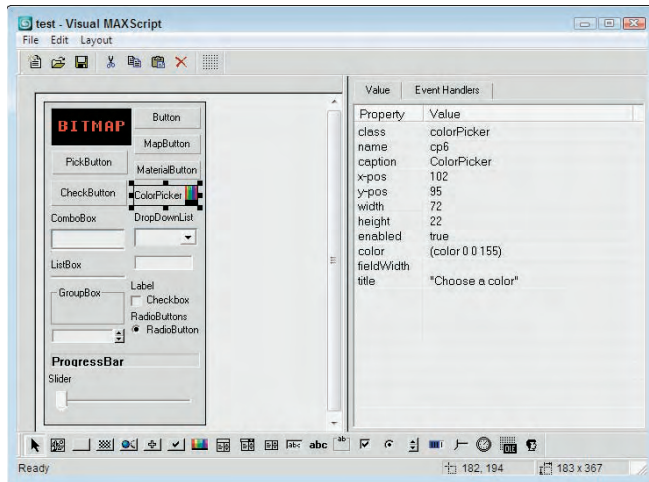 test - Visual MAXScript
File Edit Layout
Value Event Handlers
BITMAP
Button
MapButton
PickButton
MaterialButton
CheckButton
ColorPicker
ComboBox
DropDownList
ListBox
GroupBox
Label
Checkbox
RadioButtons
RadioButton
ProgressBar
Slider
Property Value
class colorPicker
name cp6
caption ColorPicker
x-pos 102
y-pos 95
width 72
height 22
enabled true
color (color 0 0 155)
fieldWidth
title "Choose a color"
abc abc ab
Ready
182, 194
183 x 367